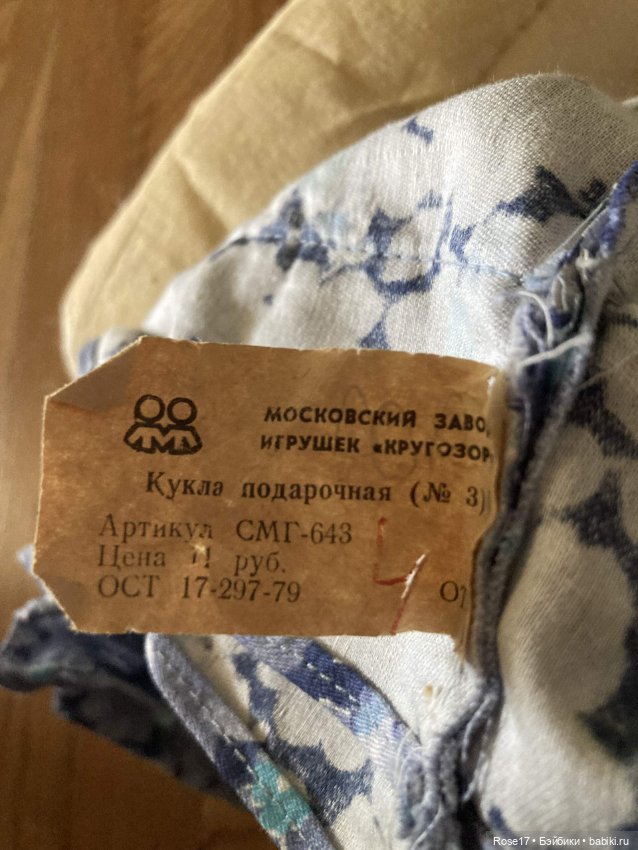 МОСКОВСКИЙ ЗАВО
ИГРУШЕК «КРУГОЗОР
Кукла подарочная (№ 3)
Артикул СМГ-643
Цена 11 руб.
ОСТ 17-297-79
Rose17 • Бэйбики • babiki.ru